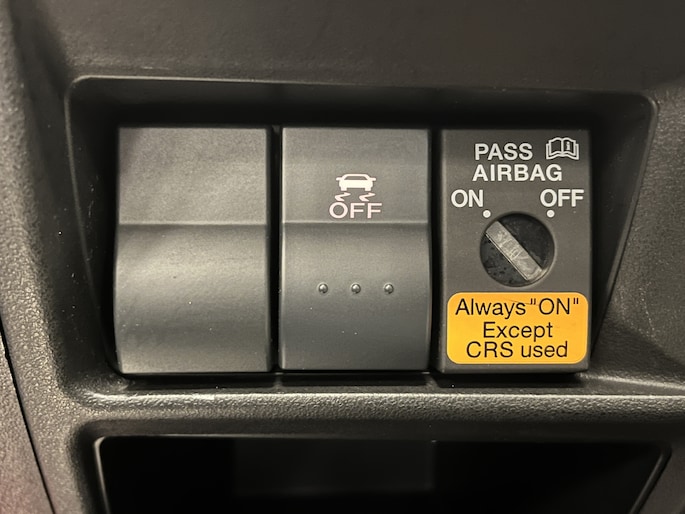 OFF
PASS
AIRBAG
ON OFF
Always "ON"
Except
CRS used